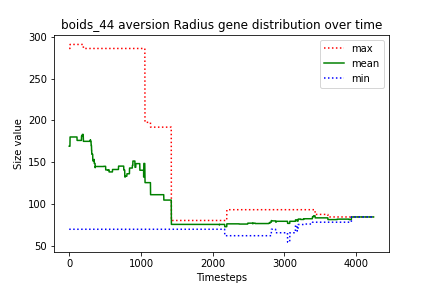 boids_44 aversion Radius gene distribution over time
300
250
200
150
100
50
Size value
max
mean
min
0
1000
2000
3000
4000
Timesteps